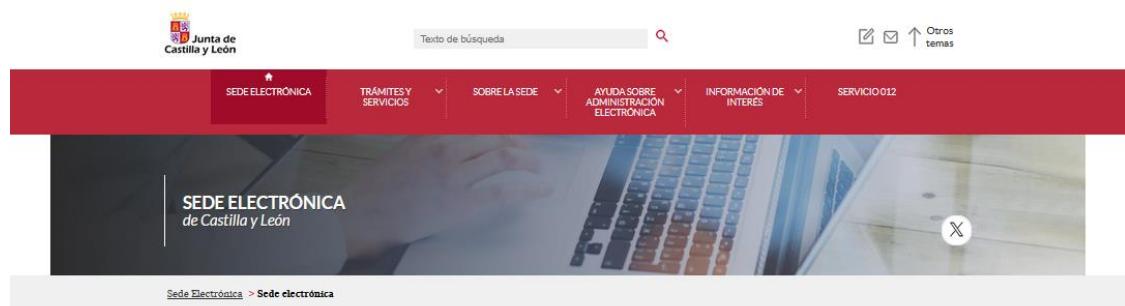 Junta de
Castilla y León
Texto de búsqueda
Otros
temas
SEDE ELECTRÓNICA
TRÁMITES Y
SERVICIOS
SOBRE LA SEDE
AYUDA SOBRE
ADMINISTRACIÓN
ELECTRÓNICA
INFORMACIÓN DE
INTERÉS
SERVICIO 012
SEDE ELECTRÓNICA
de Castilla y León
X
Sede Electrónica > Sede electrónica